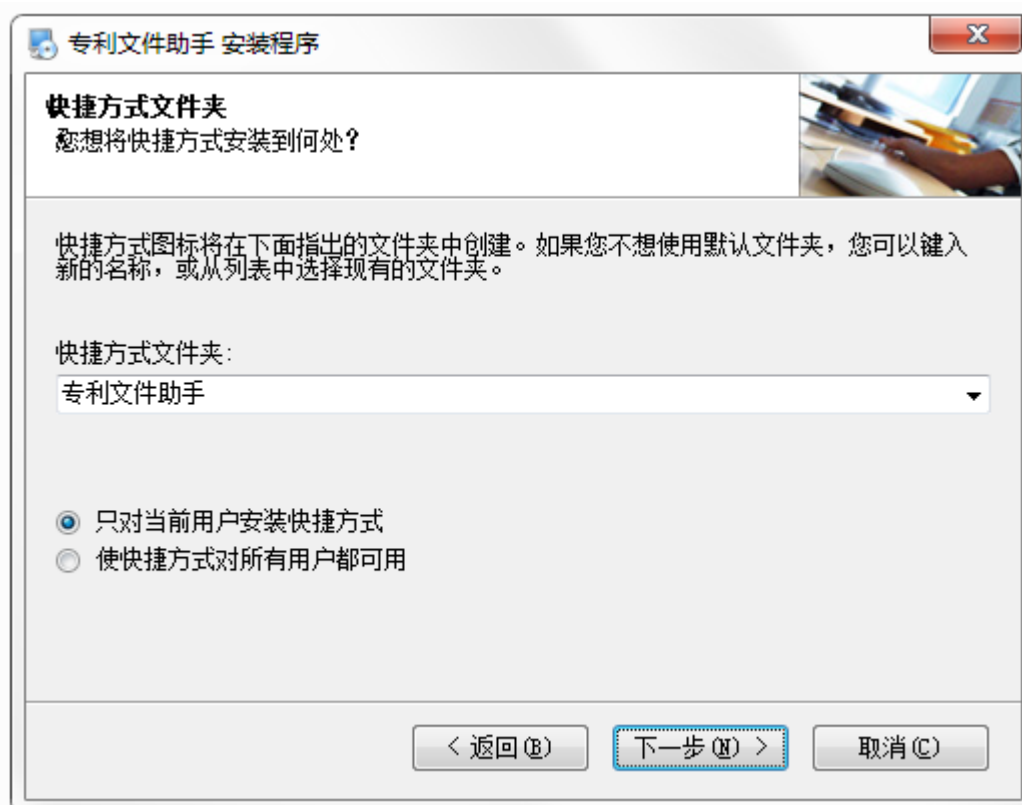 专利文件助手 安装程序
快捷方式文件夹
您想将快捷方式安装到何处?
快捷方式图标将在下面指出的文件夹中创建。如果您不想使用默认文件夹，您可以键入
新的名称，或从列表中选择现有的文件夹。
快捷方式文件夹:
专利文件助手
只对当前用户安装快捷方式
使快捷方式对所有用户都可用
< 返回(B) 下一步(N) > 取消(C)